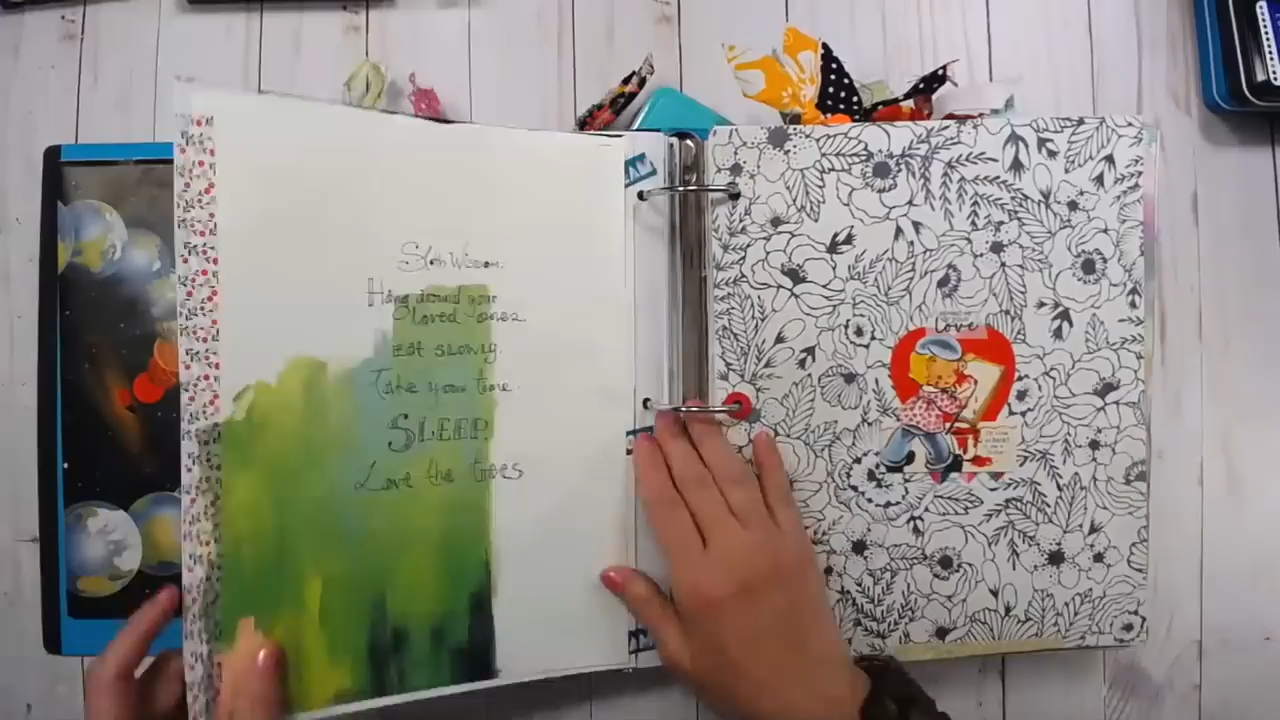 Sloth Wisdom:
Hang around your
loved ones.
Eat slowly.
Take your time.
SLEEP.
Love the trees
love